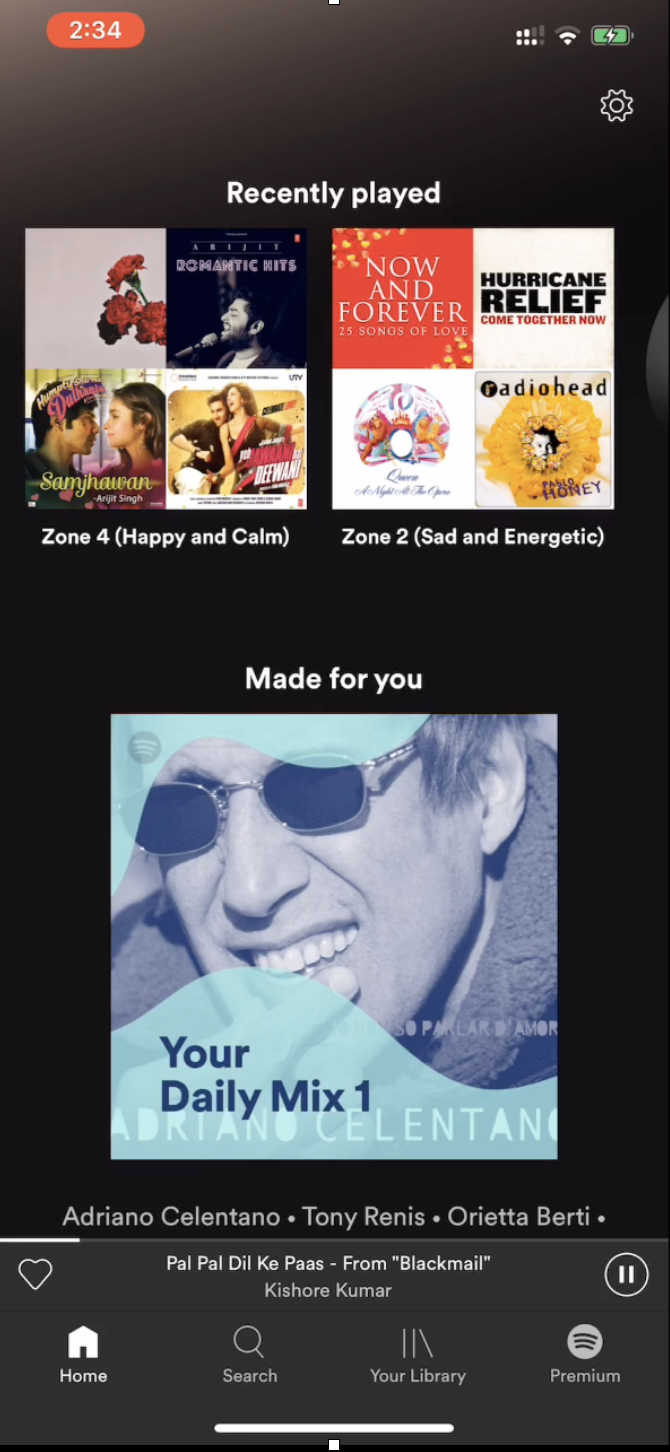 2:34
Recently played
ARIJIT
ROMANTIC HITS
Humpty Sharma
Dulhania
Samjhawan
-Arijit Singh
UTV
YEH
JAWAANI
DEEWANI
NOW
AND
FOREVER
25 SONGS OF LOVE
HURRICANE
RELIEF
COME TOGETHER NOW
Queen
A Night At The Opera
Radiohead
PABLO
HONEY
Zone 4 (Happy and Calm)
Zone 2 (Sad and Energetic)
Made for you
SO PARLAR D'AMOR
Your
Daily Mix 1
ADRIANO CELENTANO
Adriano Celentano • Tony Renis • Orietta Berti •
Pal Pal Dil Ke Paas - From "Blackmail"
Kishore Kumar
Home
Search
Your Library
Premium